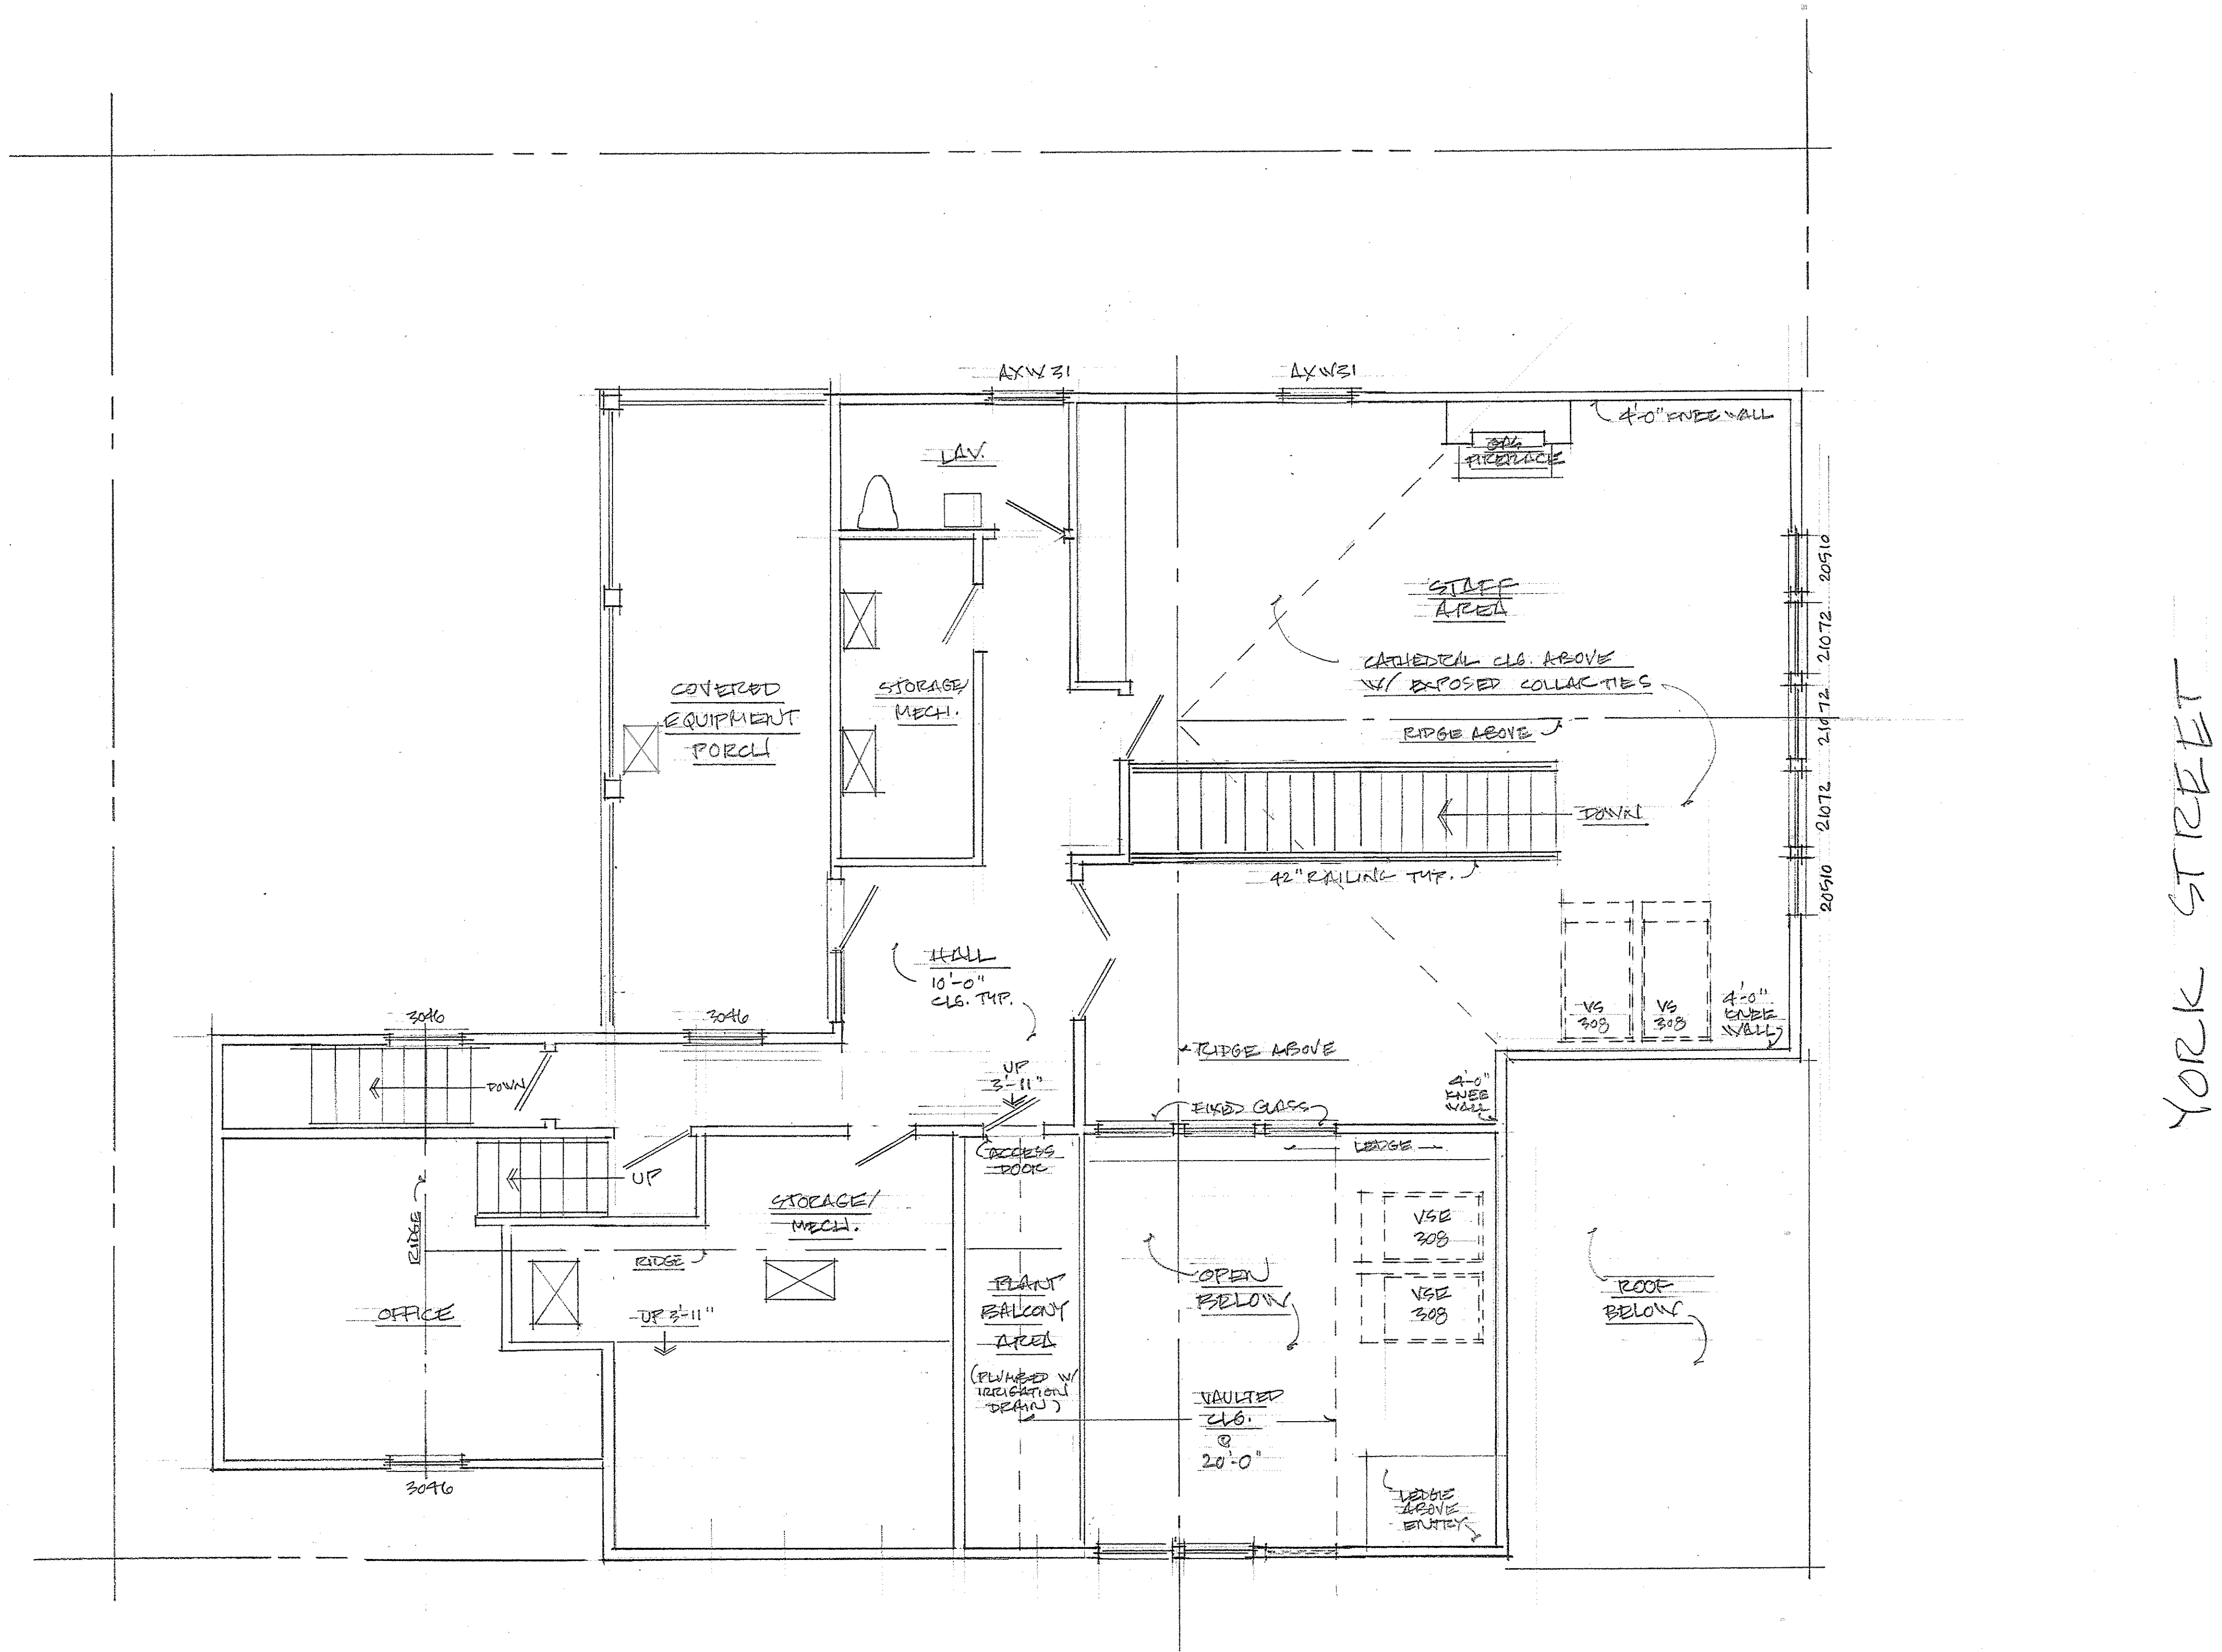 AXW31
AXW31
4'-0" KNEE WALL
LAV.
GAS
FIREPLACE
STAFF
AREA
20510
21072
21072
21072
20510
CATHEDRAL CLG. ABOVE
W/ EXPOSED COLLAR TIES
RIDGE ABOVE
COVERED
EQUIPMENT
PORCH
STORAGE/
MECH.
DOWN
42" RAILING TYP.
YORK STREET
HALL
10'-0"
CLG. TYP.
VS
308
VS
308
4'-0"
KNEE
WALL
3046
3046
RIDGE ABOVE
UP
3'-11"
DOWN
4'-0"
KNEE
WALL
FIXED GLASS
ACCESS
DOOR
LEDGE
UP
STORAGE/
MECH.
VSE
308
RIDGE
RIDGE
OPEN
BELOW
VSE
308
ROOF
BELOW
PLANT
BALCONY
AREA
(PLUMBED W/
IRRIGATION
DRAIN)
OFFICE
UP 3'-11"
VAULTED
CLG.
@
20'-0"
3046
LEDGE
ABOVE
ENTRY